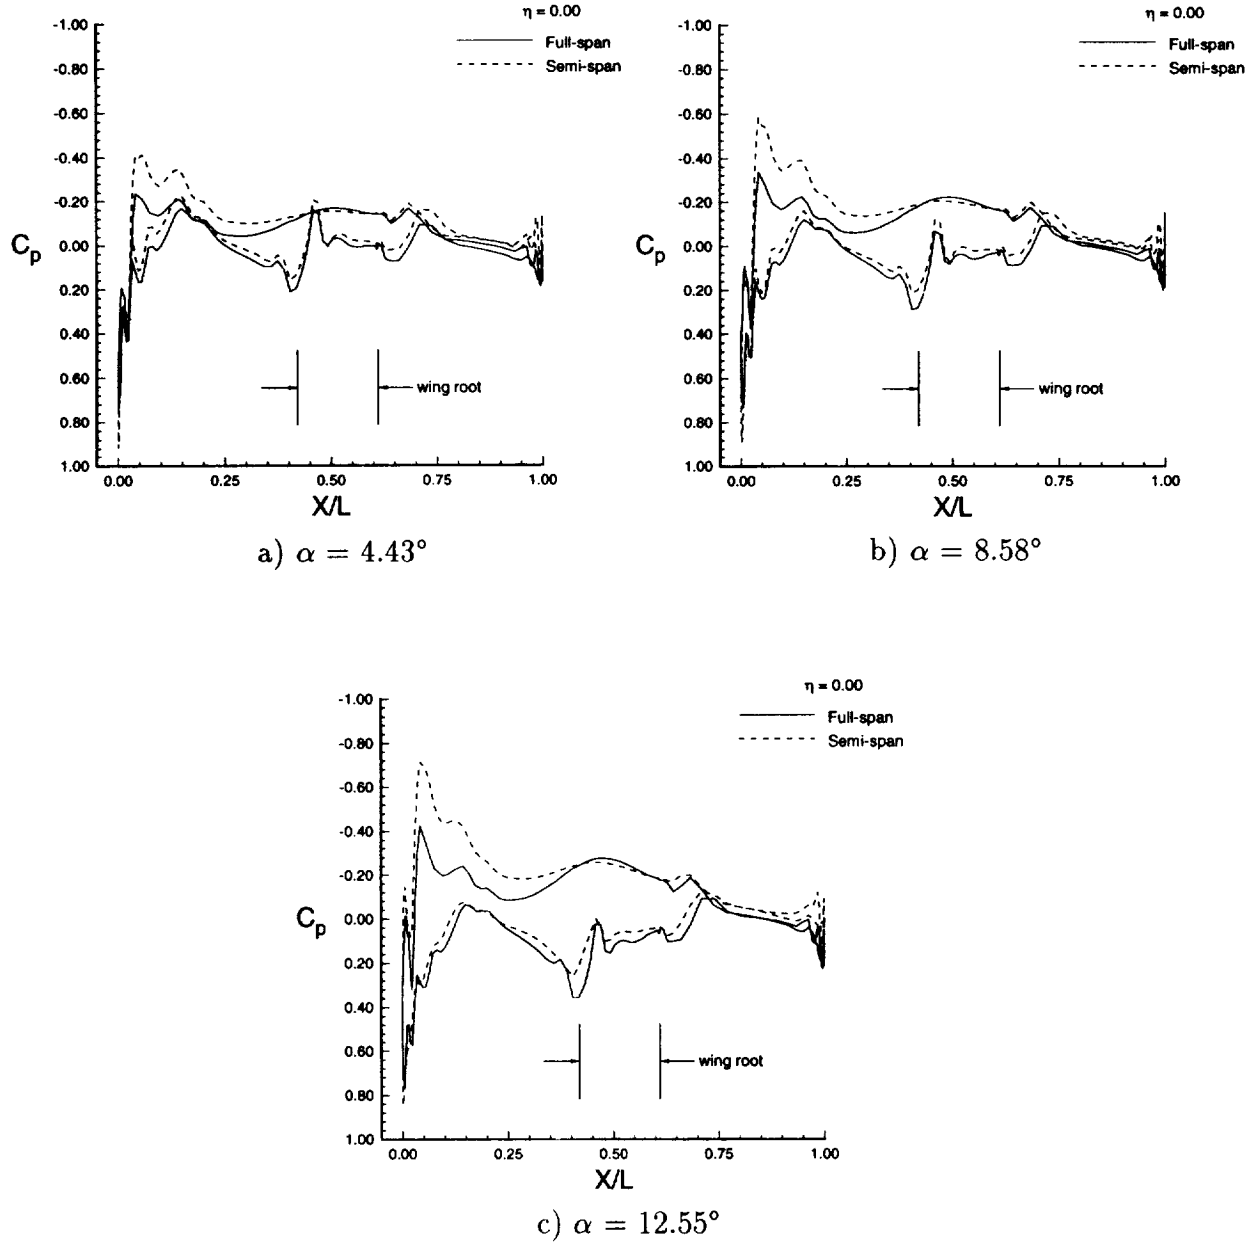 η = 0.00
Full-span
Semi-span
-1.00
-0.80
-0.60
-0.40
-0.20
0.00
0.20
0.40
0.60
0.80
1.00
Cp
wing root
0.00 0.25 0.50 0.75 1.00
X/L
a) α = 4.43°
η = 0.00
Full-span
Semi-span
-1.00
-0.80
-0.60
-0.40
-0.20
0.00
0.20
0.40
0.60
0.80
1.00
Cp
wing root
0.00 0.25 0.50 0.75 1.00
X/L
b) α = 8.58°
η = 0.00
Full-span
Semi-span
-1.00
-0.80
-0.60
-0.40
-0.20
0.00
0.20
0.40
0.60
0.80
1.00
Cp
wing root
0.00 0.25 0.50 0.75 1.00
X/L
c) α = 12.55°